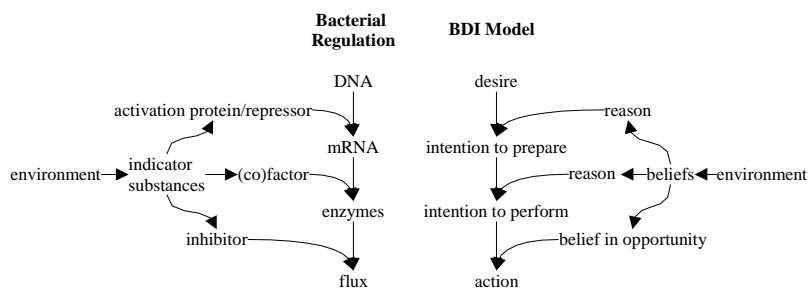 Bacterial
Regulation
BDI Model
DNA
desire
activation protein/repressor
reason
mRNA
intention to prepare
environment
indicator
substances
(co)factor
reason
beliefs
environment
enzymes
intention to perform
inhibitor
belief in opportunity
flux
action